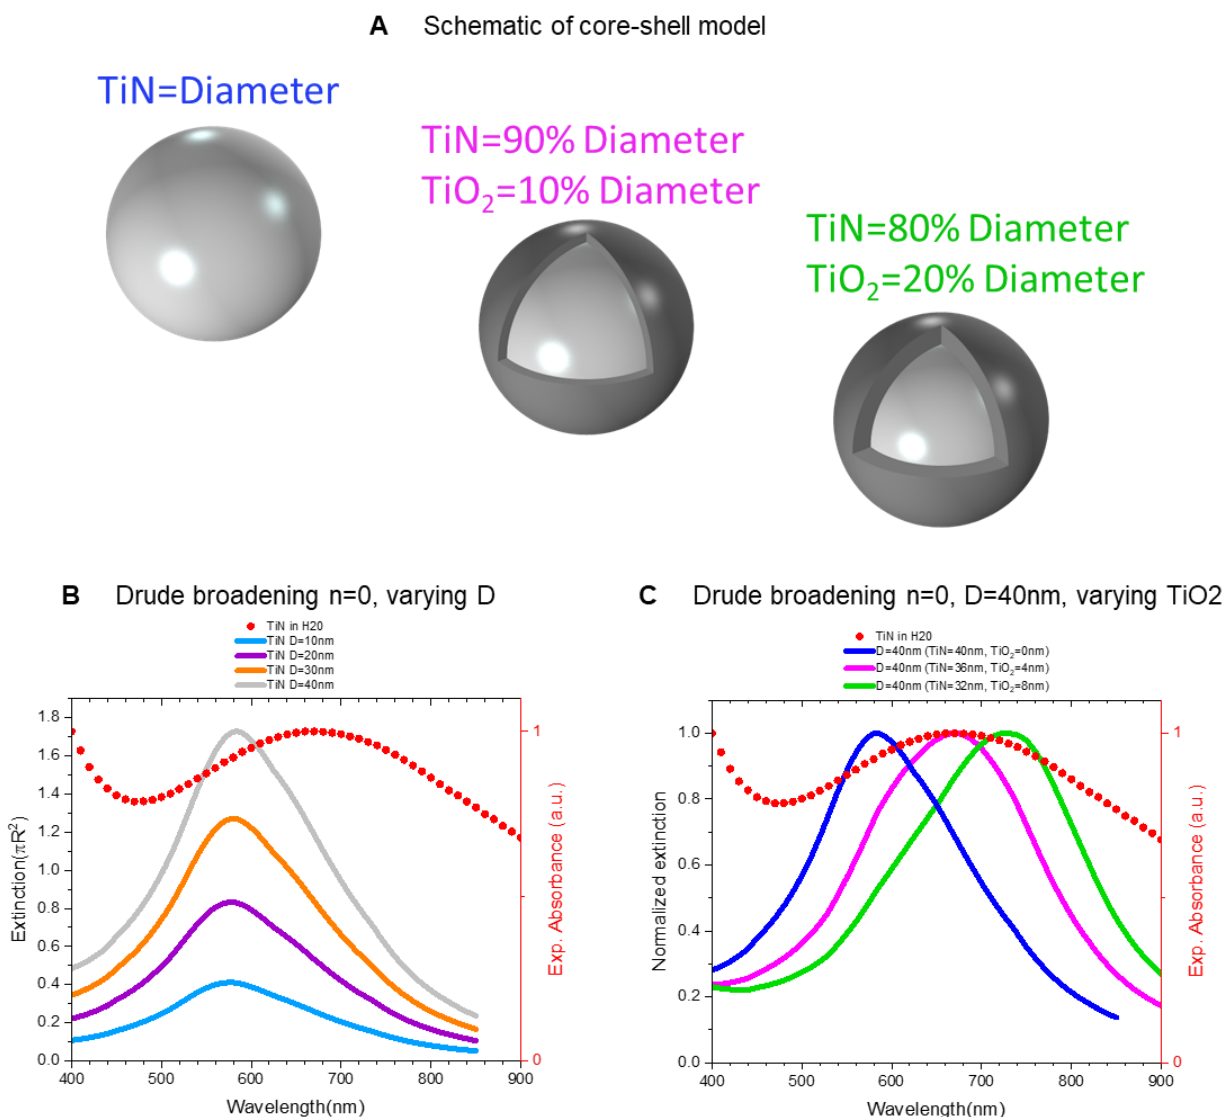 A Schematic of core-shell model
TiN=Diameter
TiN=90% Diameter
TiO₂=10% Diameter
TiN=80% Diameter
TiO₂=20% Diameter
B Drude broadening n=0, varying D
TiN in H20
TiN D=10nm
TiN D=20nm
TiN D=30nm
TiN D=40nm
1.8
1.6
1.4
1.2
1.0
0.8
0.6
0.4
0.2
0.0
Extinction(πR²)
400 500 600 700 800 900
Wavelength(nm)
1
0
Exp. Absorbance (a.u.)
C Drude broadening n=0, D=40nm, varying TiO2
TiN in H20
D=40nm (TiN=40nm, TiO₂=0nm)
D=40nm (TiN=36nm, TiO₂=4nm)
D=40nm (TiN=32nm, TiO₂=8nm)
1.0
0.8
0.6
0.4
0.2
0.0
Normalized extinction
400 500 600 700 800 900
Wavelength(nm)
1
0
Exp. Absorbance (a.u.)